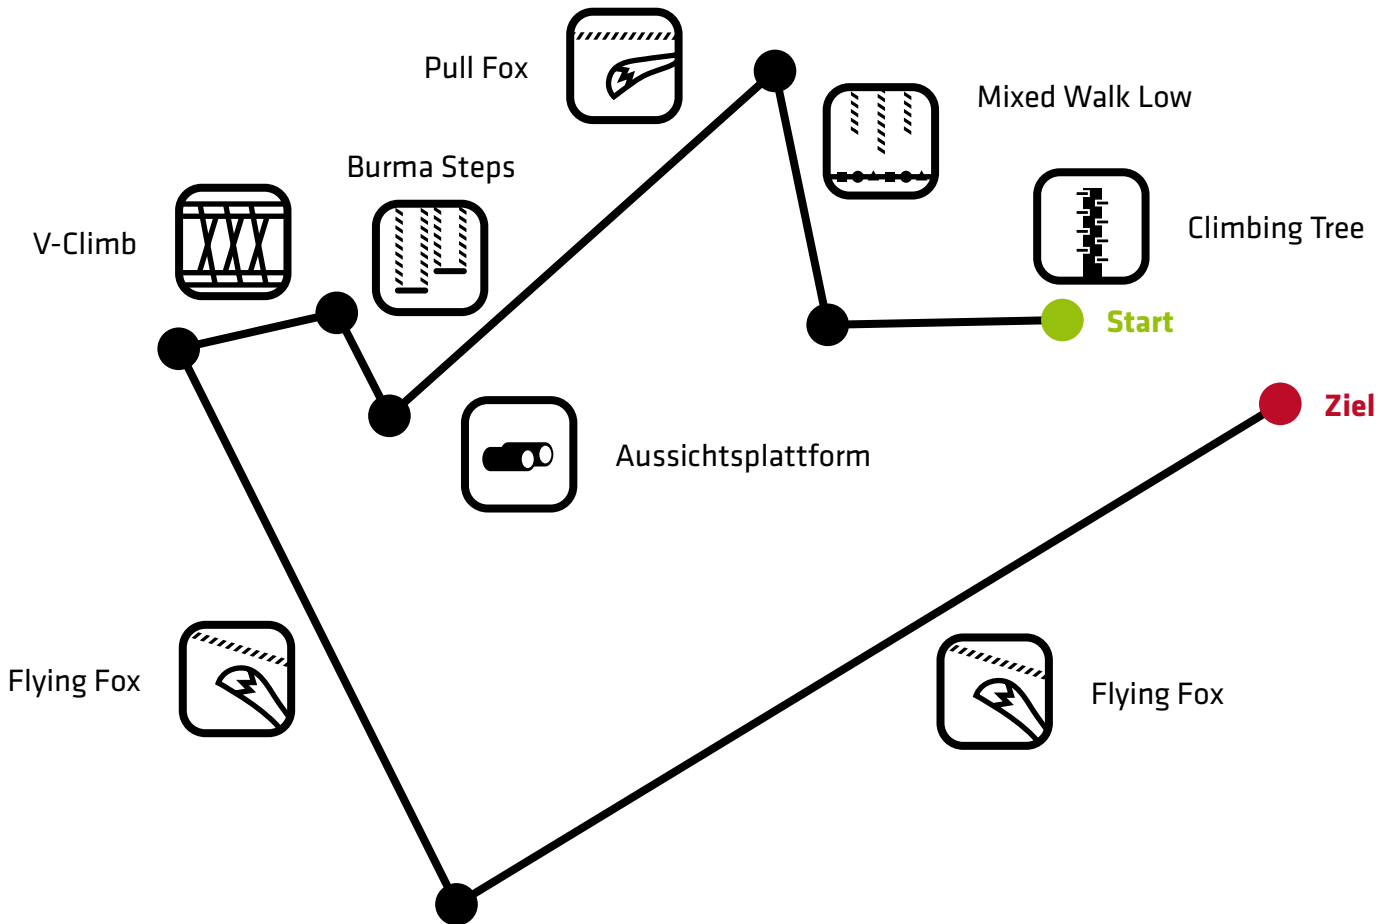 Pull Fox
Mixed Walk Low
Burma Steps
V-Climb
Climbing Tree
Start
Ziel
Aussichtsplattform
Flying Fox
Flying Fox